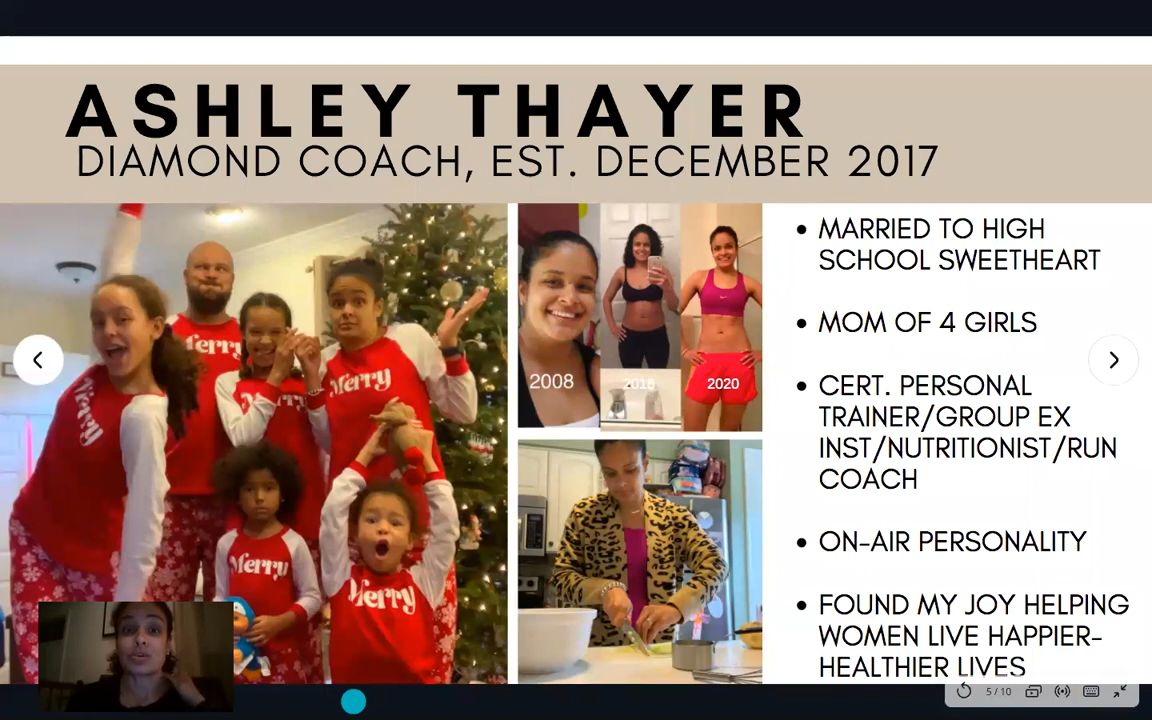 ASHLEY THAYER
DIAMOND COACH, EST. DECEMBER 2017
Merry
Merry
Merry
Merry
Merry
Merry
2008
2018
2020
• MARRIED TO HIGH
SCHOOL SWEETHEART
• MOM OF 4 GIRLS
• CERT. PERSONAL
TRAINER/GROUP EX
INST/NUTRITIONIST/RUN
COACH
• ON-AIR PERSONALITY
• FOUND MY JOY HELPING
WOMEN LIVE HAPPIER-
HEALTHIER LIVES
5/10